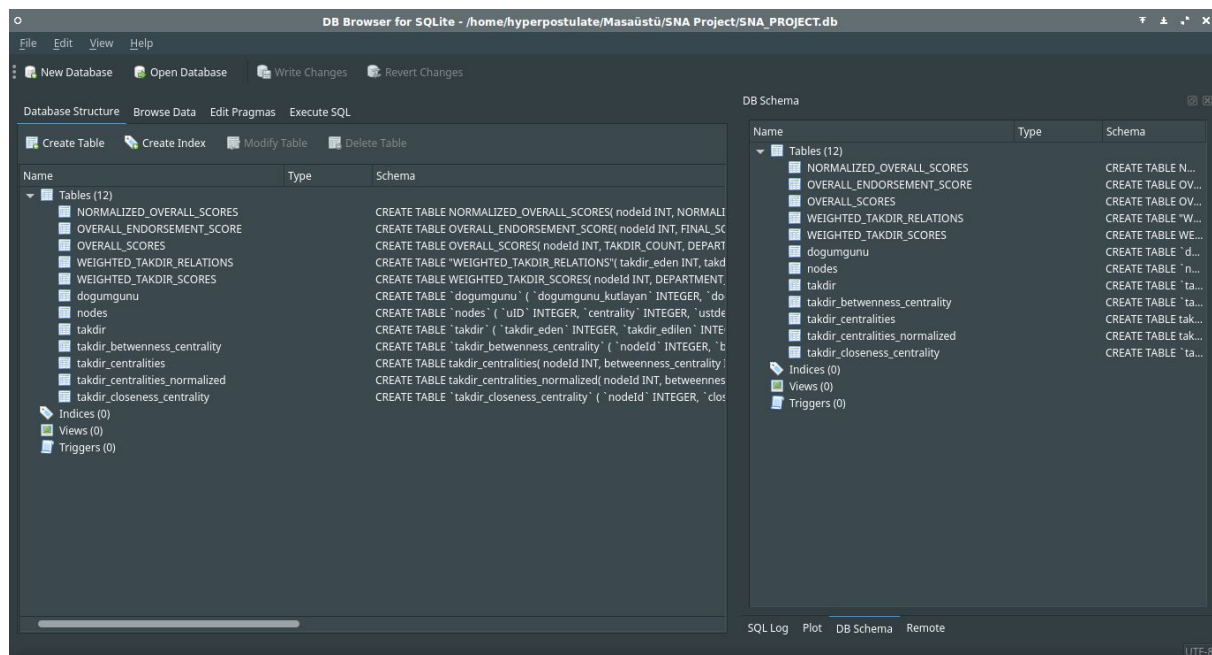 DB Browser for SQLite - /home/hyperpostulate/Masaüstü/SNA Project/SNA_PROJECT.db
File Edit View Help
New Database Open Database Write Changes Revert Changes
Database Structure Browse Data Edit Pragmas Execute SQL
Create Table Create Index Modify Table Delete Table
Name Type Schema
Tables (12)
NORMALIZED_OVERALL_SCORES CREATE TABLE NORMALIZED_OVERALL_SCORES( nodeId INT, NORMALI
OVERALL_ENDORSEMENT_SCORE CREATE TABLE OVERALL_ENDORSEMENT_SCORE( nodeId INT, FINAL_SC
OVERALL_SCORES CREATE TABLE OVERALL_SCORES( nodeId INT, TAKDIR_COUNT, DEPART
WEIGHTED_TAKDIR_RELATIONS CREATE TABLE "WEIGHTED_TAKDIR_RELATIONS"( takdir_eden INT, takd
WEIGHTED_TAKDIR_SCORES CREATE TABLE WEIGHTED_TAKDIR_SCORES( nodeId INT, DEPARTMENT_
dogumgunu CREATE TABLE `dogumgunu` ( `dogumgunu_kutlayan` INTEGER, `do
nodes CREATE TABLE `nodes` ( `uID` INTEGER, `centrality` INTEGER, `ustde
takdir CREATE TABLE `takdir` ( `takdir_eden` INTEGER, `takdir_edilen` INTE
takdir_betwenness_centrality CREATE TABLE `takdir_betwenness_centrality` ( `nodeId` INTEGER, `b
takdir_centralities CREATE TABLE takdir_centralities( nodeId INT, betweenness_centrality
takdir_centralities_normalized CREATE TABLE takdir_centralities_normalized( nodeId INT, betweennes
takdir_closeness_centrality CREATE TABLE `takdir_closeness_centrality` ( `nodeId` INTEGER, `clos
Indices (0)
Views (0)
Triggers (0)
DB Schema
Name Type Schema
Tables (12)
NORMALIZED_OVERALL_SCORES CREATE TABLE N...
OVERALL_ENDORSEMENT_SCORE CREATE TABLE OV...
OVERALL_SCORES CREATE TABLE OV...
WEIGHTED_TAKDIR_RELATIONS CREATE TABLE "W...
WEIGHTED_TAKDIR_SCORES CREATE TABLE WE...
dogumgunu CREATE TABLE `d...
nodes CREATE TABLE `n...
takdir CREATE TABLE `ta...
takdir_betwenness_centrality CREATE TABLE `ta...
takdir_centralities CREATE TABLE tak...
takdir_centralities_normalized CREATE TABLE tak...
takdir_closeness_centrality CREATE TABLE `ta...
Indices (0)
Views (0)
Triggers (0)
SQL Log Plot DB Schema Remote
UTF-8